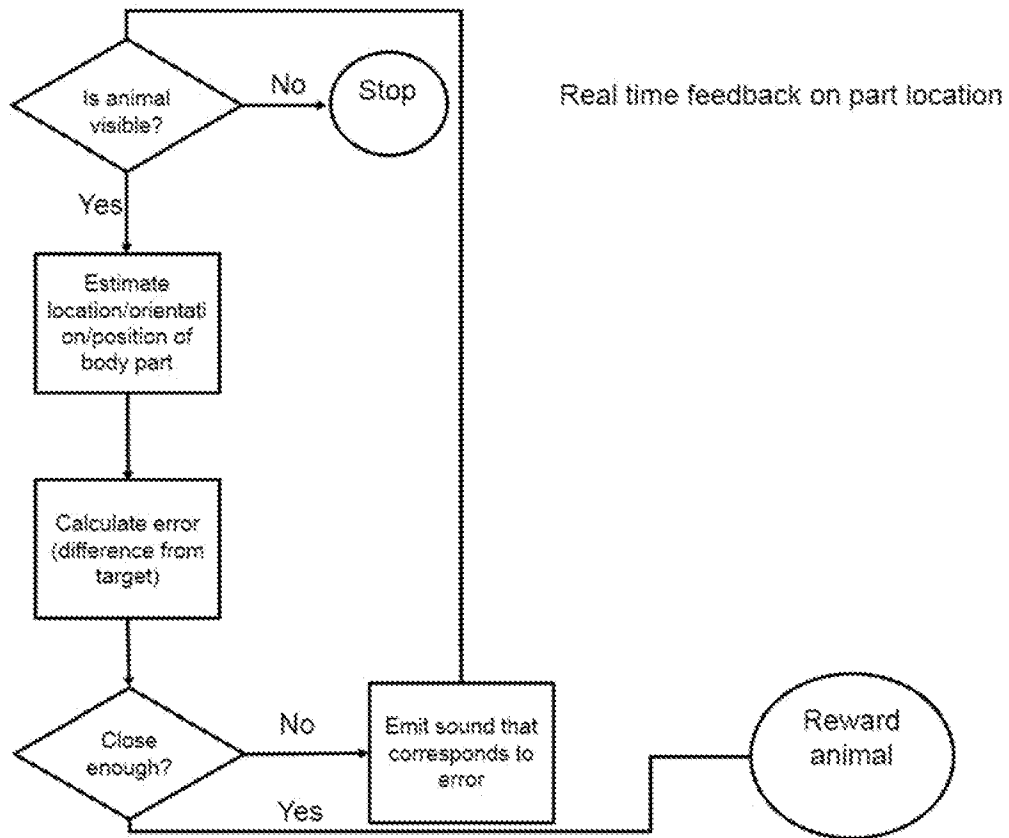 Is animal
visible?
No
Stop
Real time feedback on part location
Yes
Estimate
location/orientati
on/position of
body part
Calculate error
(difference from
target)
Close
enough?
No
Emit sound that
corresponds to
error
Yes
Reward
animal